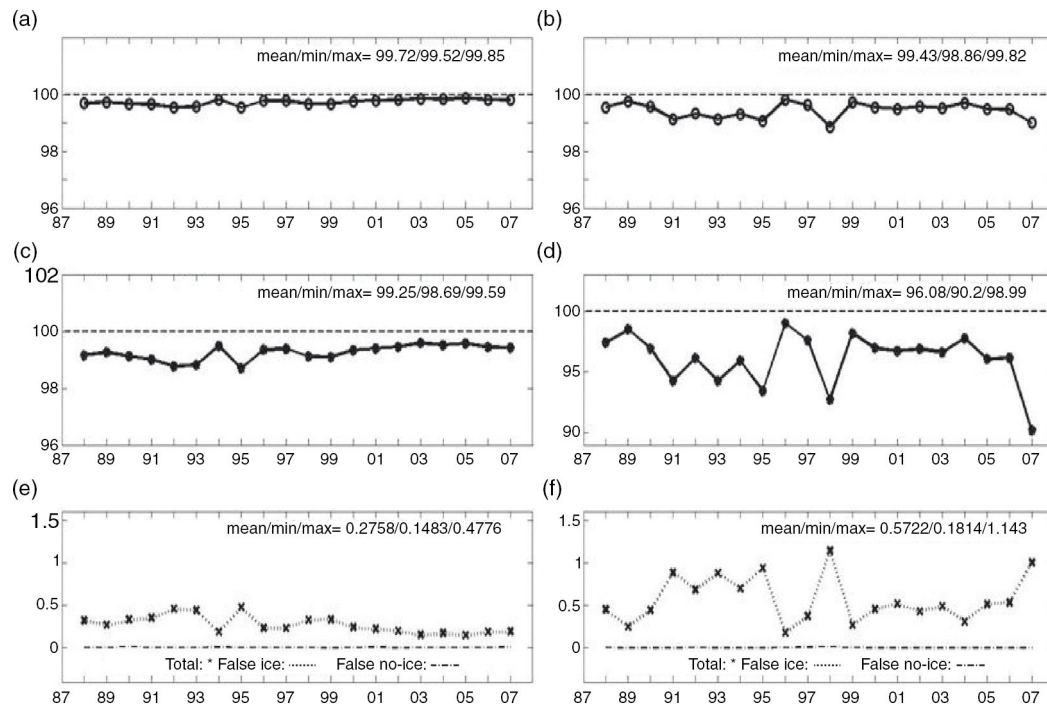 (a)
mean/min/max= 99.72/99.52/99.85
100
98
96
87 89 91 93 95 97 99 01 03 05 07
(b)
mean/min/max= 99.43/98.86/99.82
100
98
96
87 89 91 93 95 97 99 01 03 05 07
(c)
102
mean/min/max= 99.25/98.69/99.59
100
98
96
87 89 91 93 95 97 99 01 03 05 07
(d)
mean/min/max= 96.08/90.2/98.99
100
95
90
87 89 91 93 95 97 99 01 03 05 07
(e)
1.5
mean/min/max= 0.2758/0.1483/0.4776
1
0.5
0
Total: * False ice: False no-ice:
87 89 91 93 95 97 99 01 03 05 07
(f)
1.5
mean/min/max= 0.5722/0.1814/1.143
1
0.5
0
Total: * False ice: False no-ice:
87 89 91 93 95 97 99 01 03 05 07